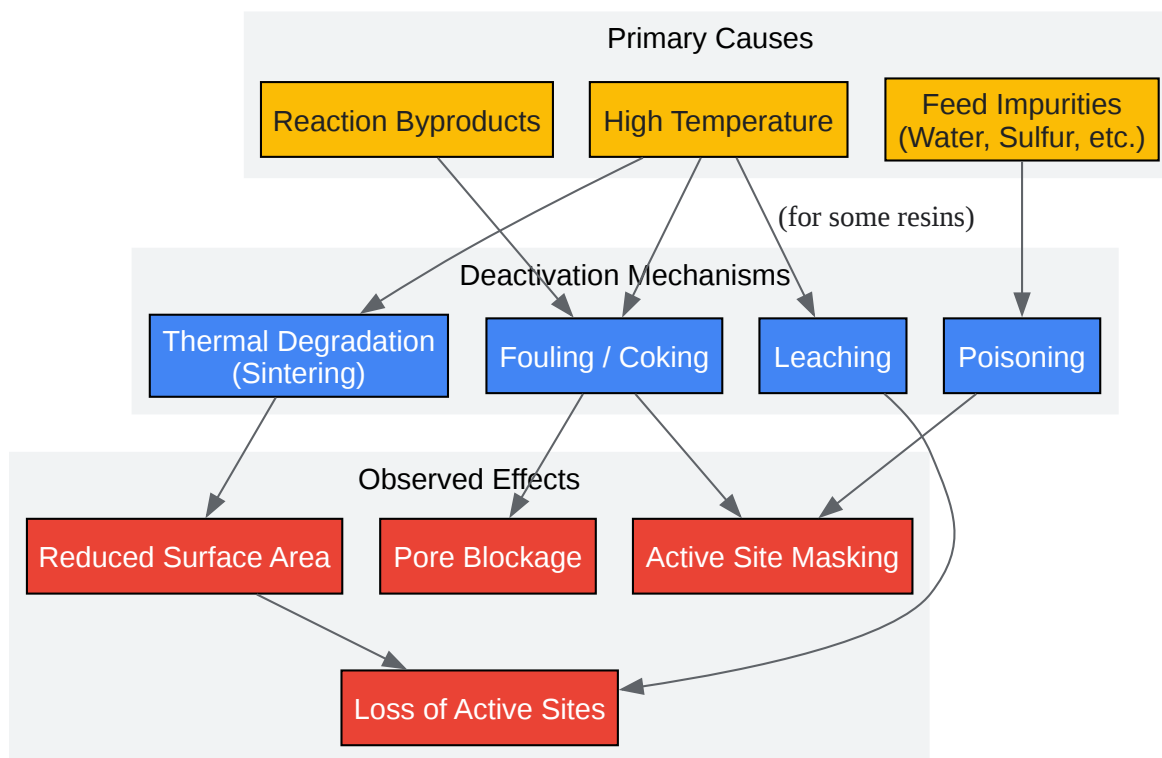 Primary Causes
Reaction Byproducts
High Temperature
Feed Impurities
(Water, Sulfur, etc.)
(for some resins)
Deactivation Mechanisms
Thermal Degradation
(Sintering)
Fouling / Coking
Leaching
Poisoning
Observed Effects
Reduced Surface Area
Pore Blockage
Active Site Masking
Loss of Active Sites